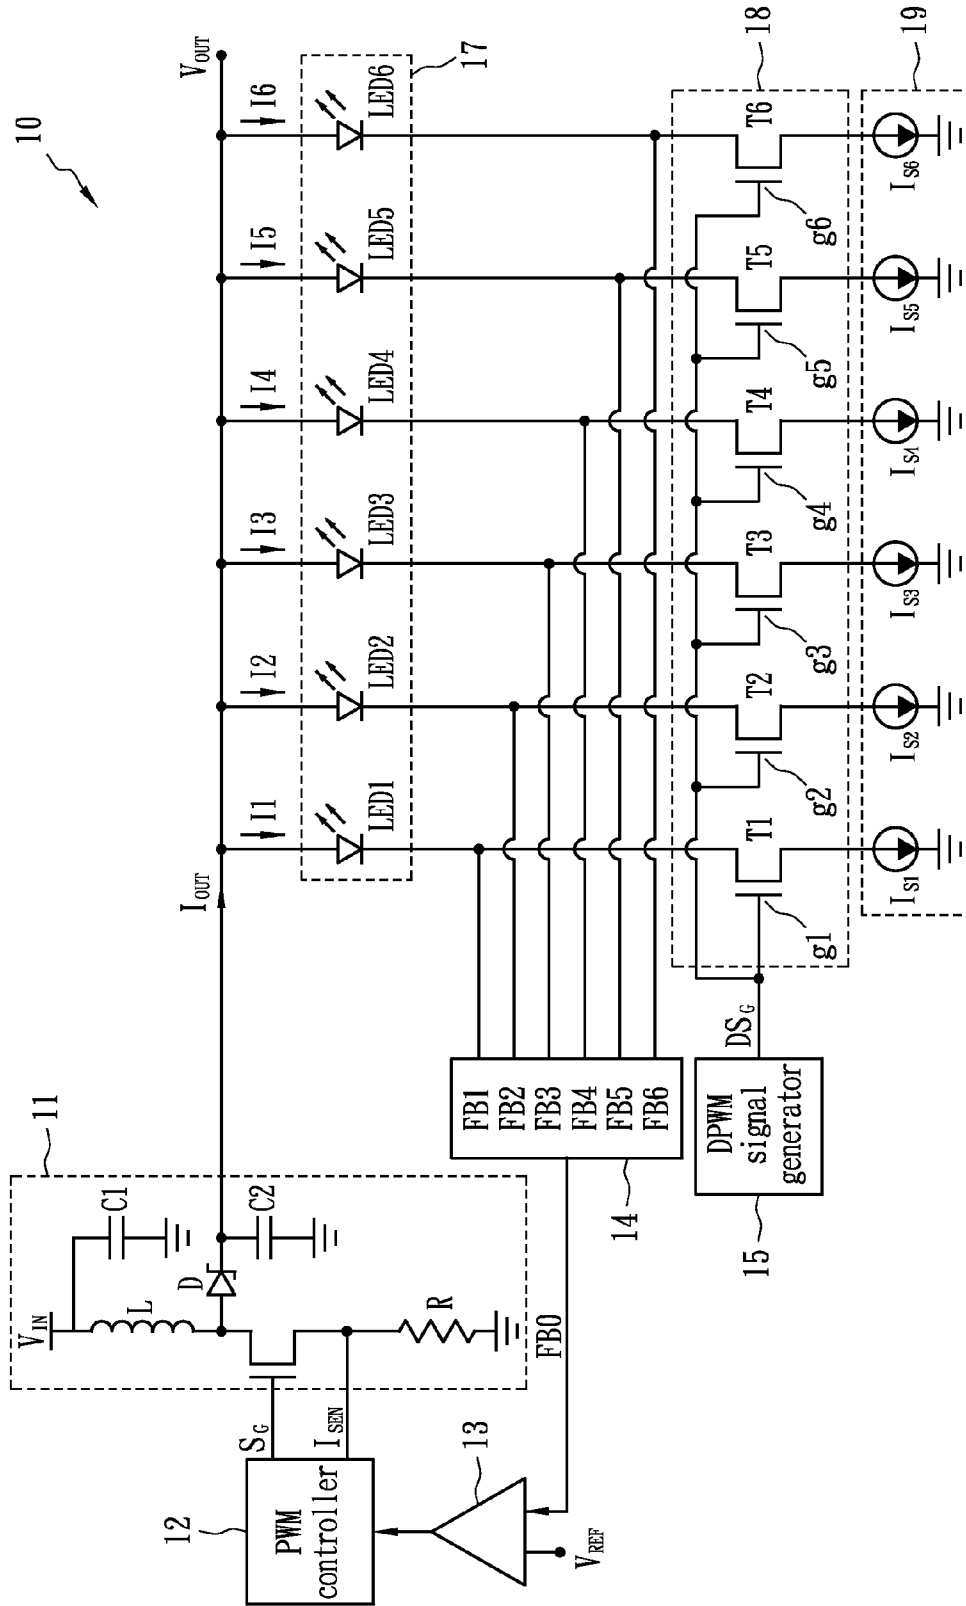 10
11
V_IN
C1
L
D
C2
R
I_OUT
V_OUT
I1
I2
I3
I4
I5
I6
LED1
LED2
LED3
LED4
LED5
LED6
17
12
PWM
controller
S_G
I_SEN
13
V_REF
FB0
14
FB1
FB2
FB3
FB4
FB5
FB6
15
DPWM
signal
generator
DS_G
18
T1
T2
T3
T4
T5
T6
g1
g2
g3
g4
g5
g6
19
I_S1
I_S2
I_S3
I_S4
I_S5
I_S6